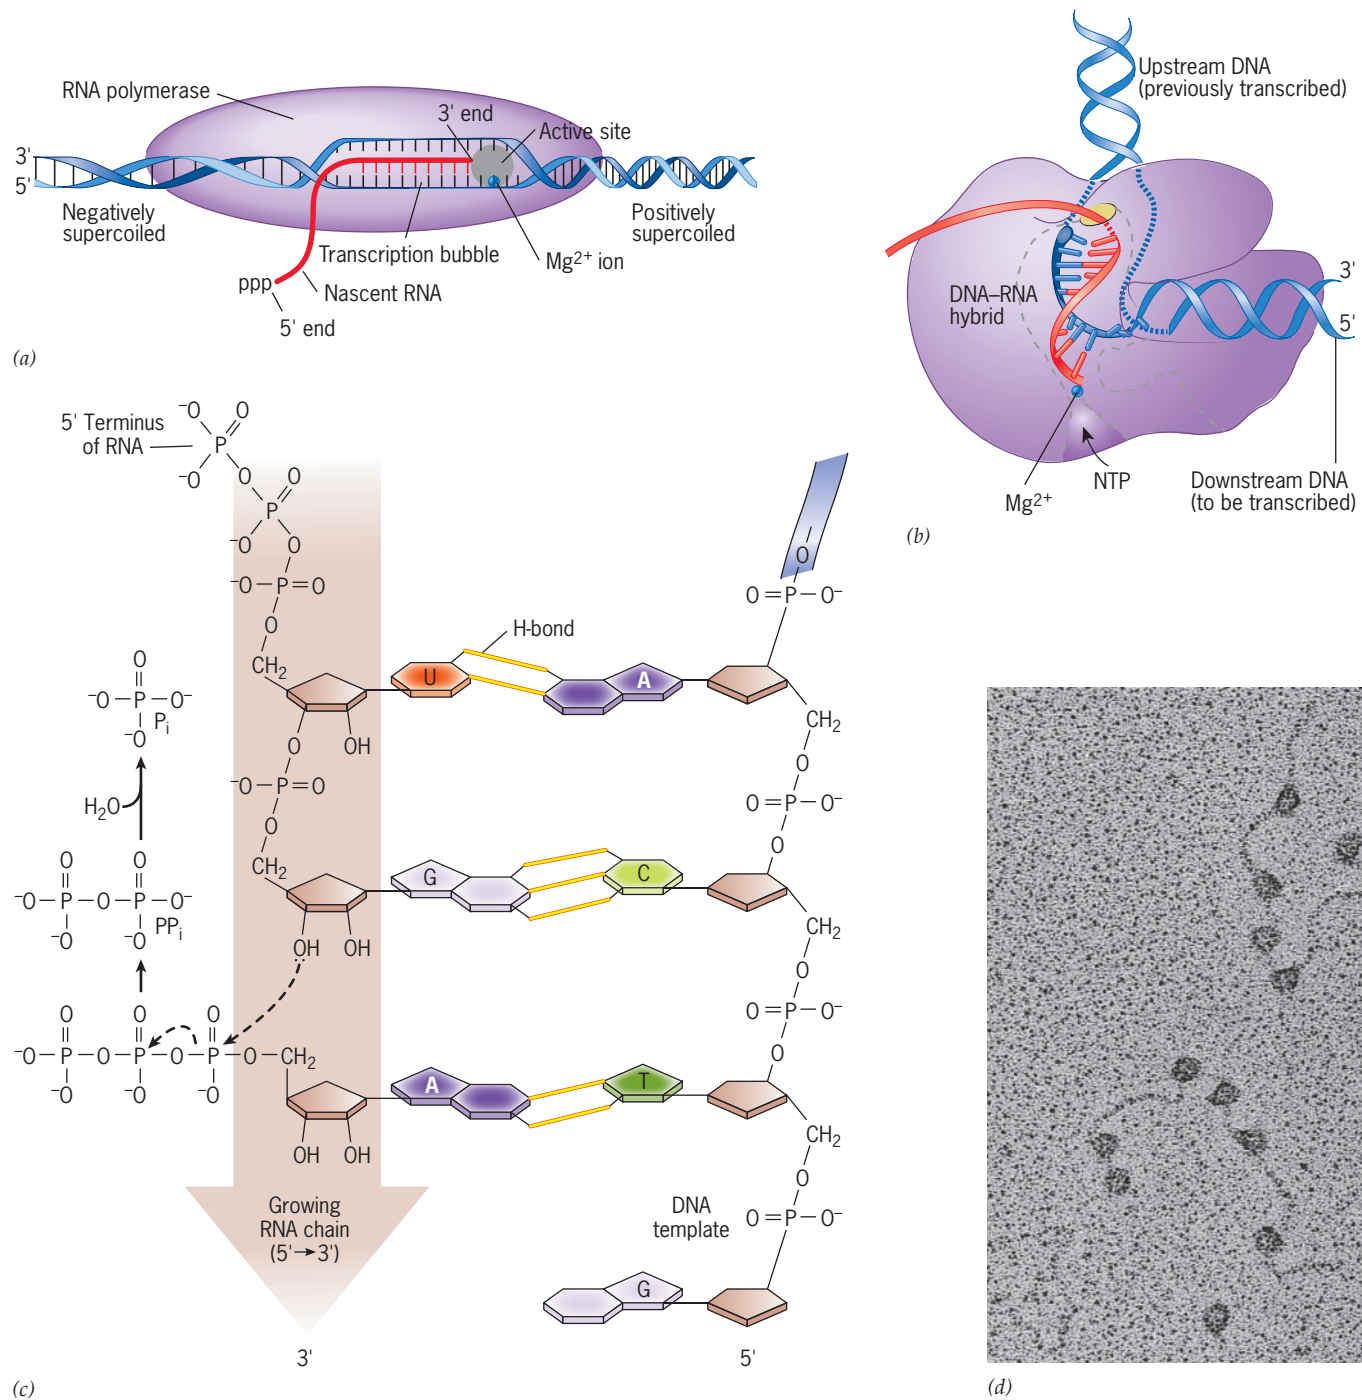 RNA polymerase
3' end
Active site
3'
5'
Negatively
supercoiled
Positively
supercoiled
Transcription bubble
Mg2+ ion
ppp
Nascent RNA
5' end
(a)
Upstream DNA
(previously transcribed)
DNA–RNA
hybrid
3'
5'
Mg2+
NTP
Downstream DNA
(to be transcribed)
(b)
5' Terminus
of RNA
–O
O
P
–O
O
O
P
–O
O
–O–P=O
O
CH2
H-bond
U
A
OH
O
O=P–O–
CH2
O
–O–P–O–
–O
Pi
H2O
O
–O–P=O
O
CH2
O
O=P–O–
O
G
C
OH OH
CH2
O O
–O–P–O–P–O–
–O –O
PPi
O
O=P–O–
O
O O O
–O–P–O–P–O–P–O–CH2
–O –O –O
A
T
OH OH
CH2
O
O=P–O–
Growing
RNA chain
(5'→3')
DNA
template
G
3'
5'
(c)
(d)